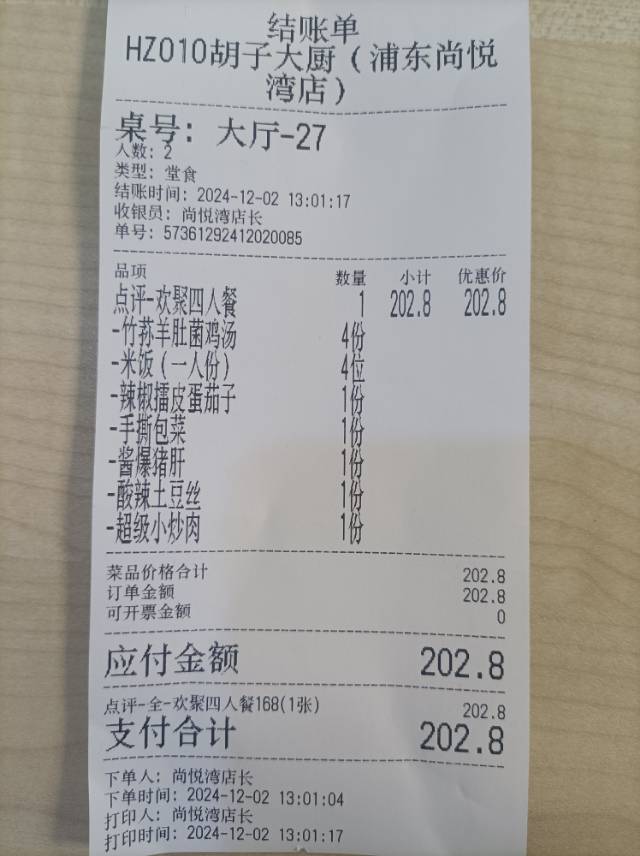 结账单
HZ010胡子大厨（浦东尚悦
湾店）
桌号：大厅-27
人数：2
类型：堂食
结账时间：2024-12-02 13:01:17
收银员：尚悦湾店长
单号：57361292412020085
品项 数量 小计 优惠价
点评-欢聚四人餐 1 202.8 202.8
-竹荪羊肚菌鸡汤 4份
-米饭（一人份） 4位
-辣椒擂皮蛋茄子 1份
-手撕包菜 1份
-酱爆猪肝 1份
-酸辣土豆丝 1份
-超级小炒肉 1份
菜品价格合计 202.8
订单金额 202.8
可开票金额 0
应付金额 202.8
点评-全-欢聚四人餐168(1张) 202.8
支付合计 202.8
下单人：尚悦湾店长
下单时间：2024-12-02 13:01:04
打印人：尚悦湾店长
打印时间：2024-12-02 13:01:17